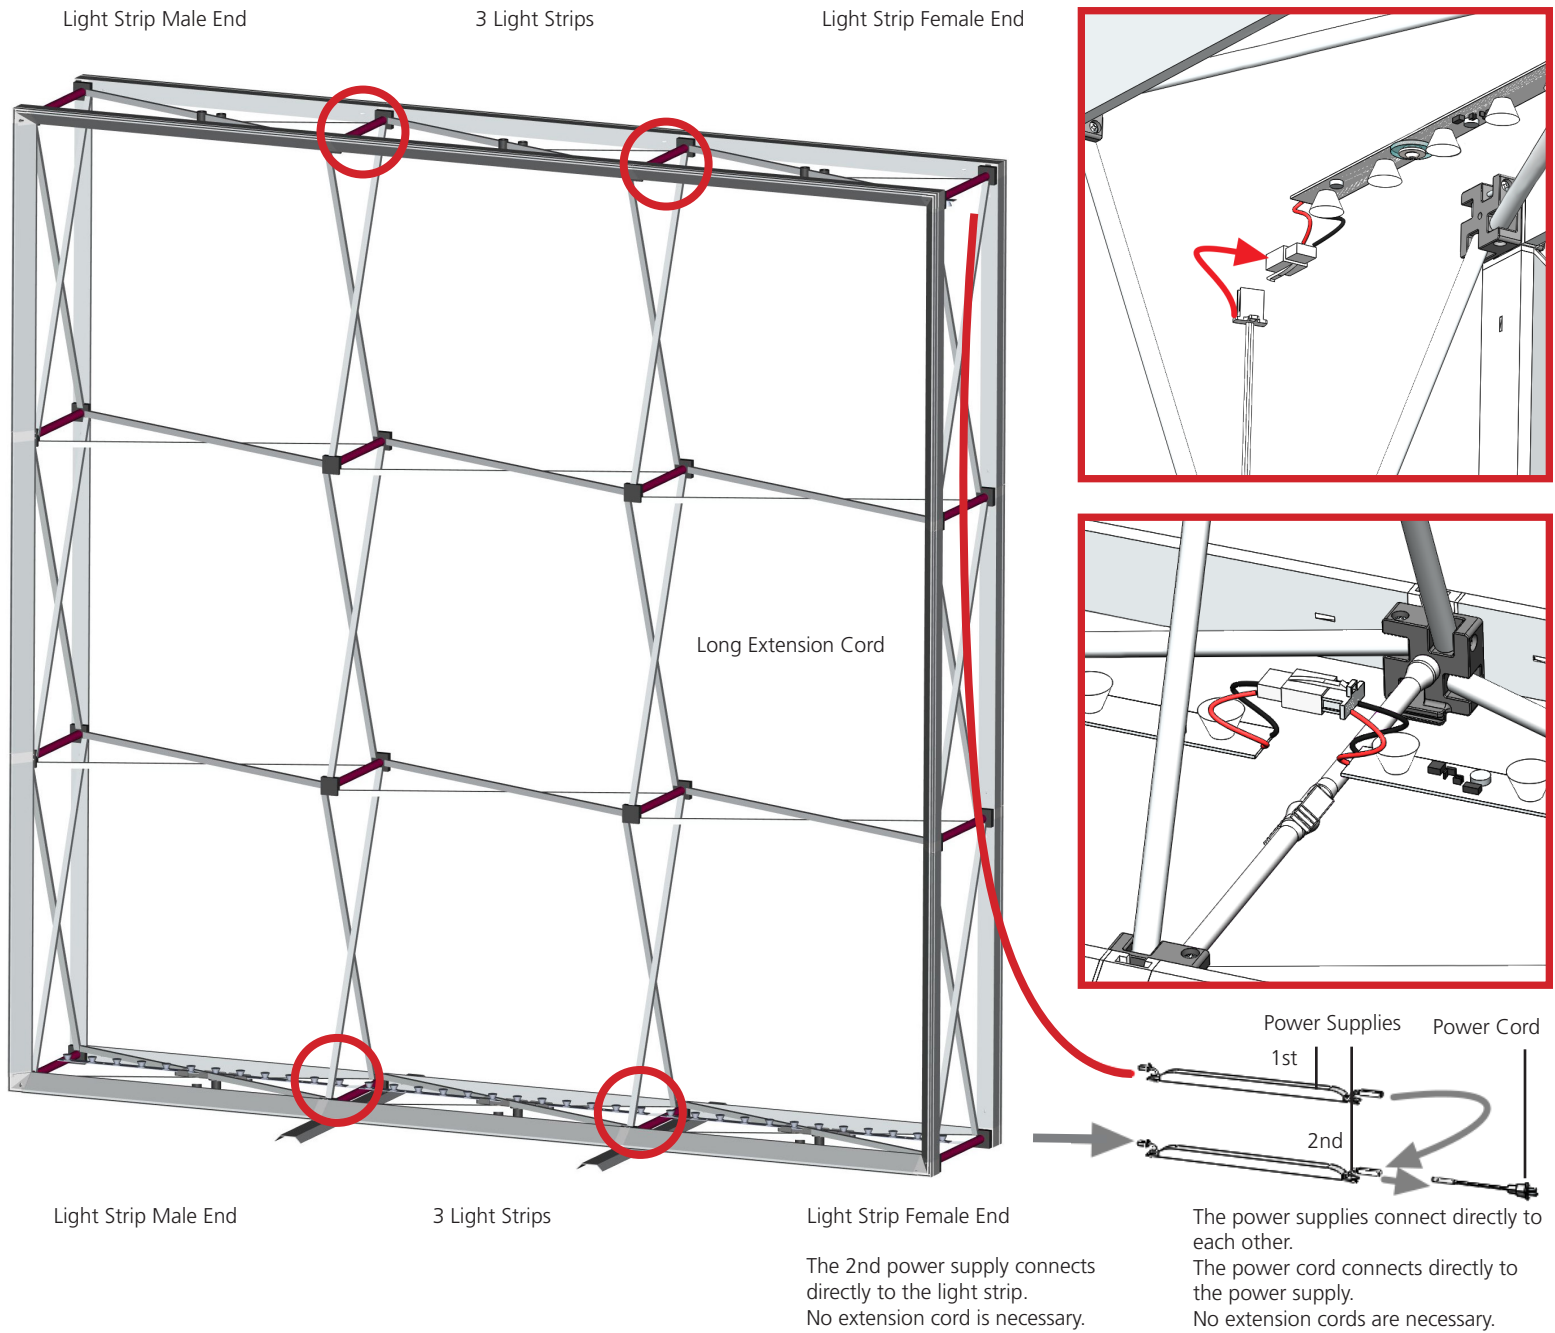 Light Strip Male End
3 Light Strips
Light Strip Female End
Long Extension Cord
Power Supplies
Power Cord
1st
2nd
Light Strip Male End
3 Light Strips
Light Strip Female End
The 2nd power supply connects
directly to the light strip.
No extension cord is necessary.
The power supplies connect directly to
each other.
The power cord connects directly to
the power supply.
No extension cords are necessary.